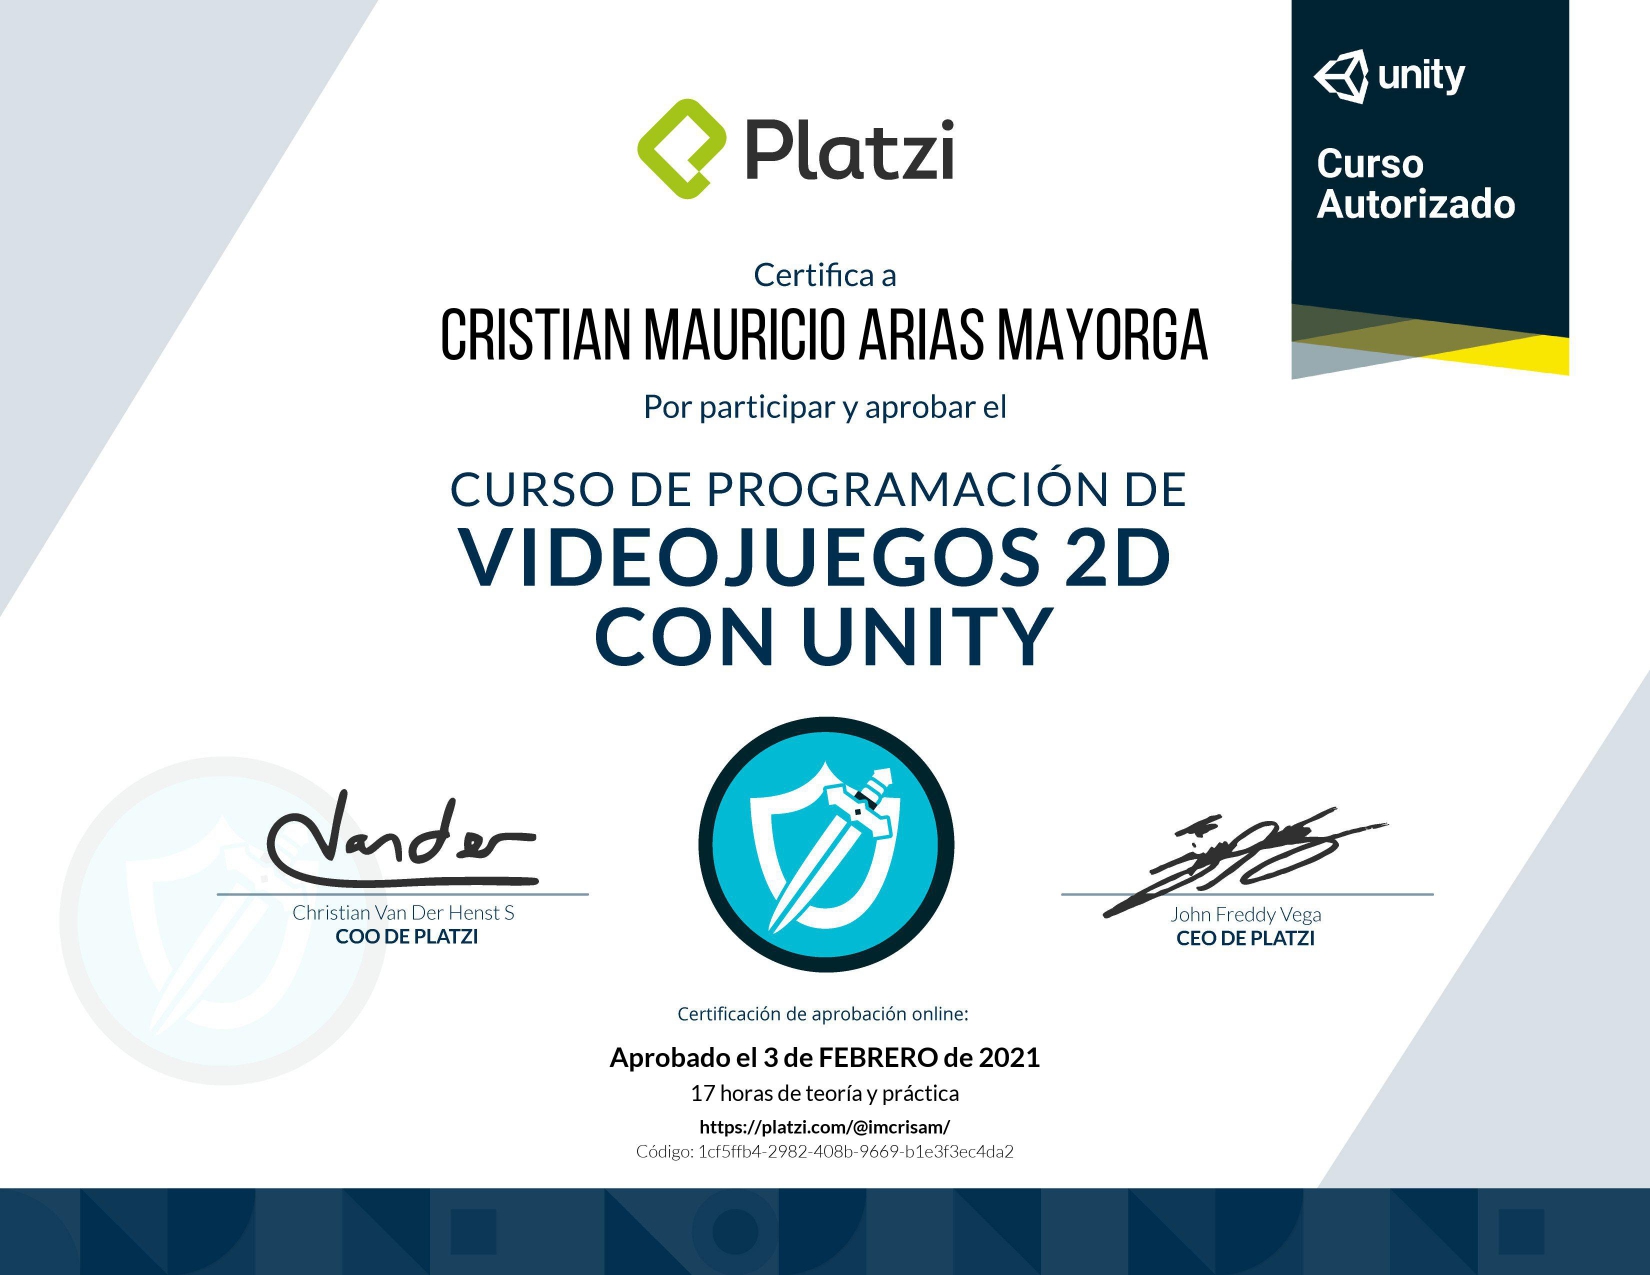 unity
Curso
Autorizado
Platzi
Certifica a
CRISTIAN MAURICIO ARIAS MAYORGA
Por participar y aprobar el
CURSO DE PROGRAMACIÓN DE
VIDEOJUEGOS 2D
CON UNITY
Vander
Christian Van Der Henst S
COO DE PLATZI
John Freddy Vega
CEO DE PLATZI
Certificación de aprobación online:
Aprobado el 3 de FEBRERO de 2021
17 horas de teoría y práctica
https://platzi.com/@imcrisam/
Código: 1cf5ffb4-2982-408b-9669-b1e3f3ec4da2